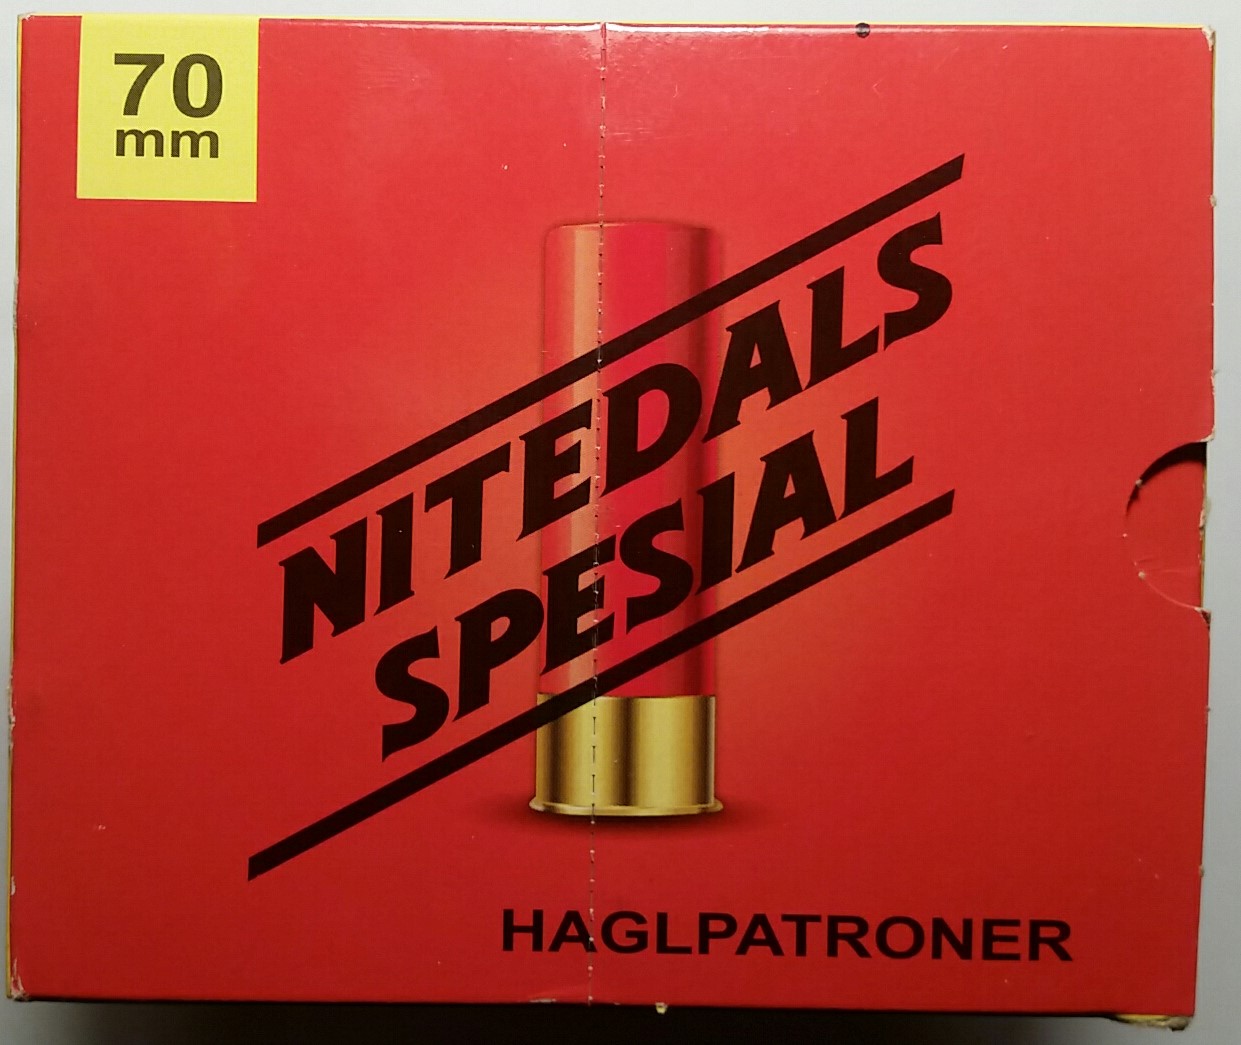 70
mm
NITEDALS
SPESIAL
HAGLPATRONER